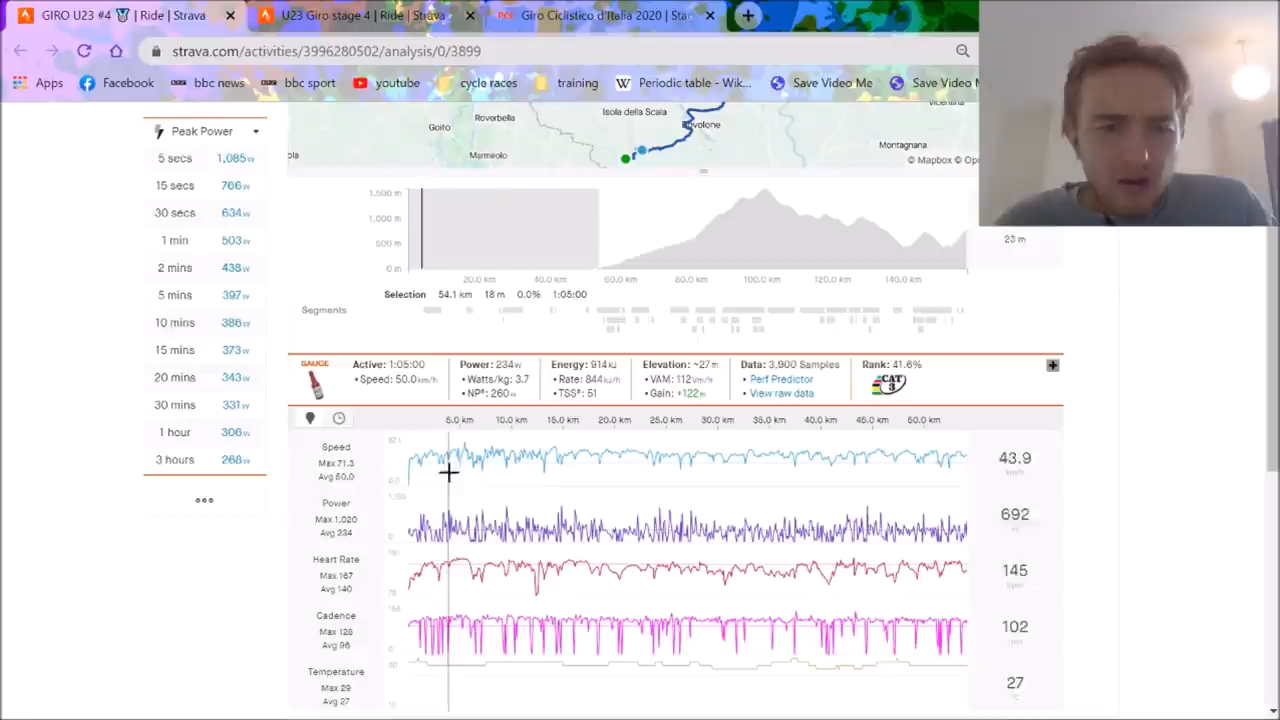 GIRO U23 #4 🥈 | Ride | Strava
U23 Giro stage 4 | Ride | Strava
Giro Ciclistico d'Italia 2020 | Stag
strava.com/activities/3996280502/analysis/0/3899
Apps
Facebook
bbc news
bbc sport
youtube
cycle races
training
Periodic table - Wik...
Save Video Me
Save Video M
Peak Power
5 secs 1,085w
15 secs 706w
30 secs 634w
1 min 503w
2 mins 438w
5 mins 397w
10 mins 386w
15 mins 373w
20 mins 343w
30 mins 331w
1 hour 306w
3 hours 268w
Isola della Scala
Roverbella
Goito
Bovolone
Marmirolo
Montagnana
© Mapbox © Op
1,500 m
1,000 m
500 m
0 m
23 m
20.0 km 40.0 km 60.0 km 80.0 km 100.0 km 120.0 km 140.0 km
Selection 54.1 km 18 m 0.0% 1:05:00
Segments
SAUCE
Active: 1:05:00
• Speed: 50.0km/h
Power: 234w
• Watts/kg: 3.7
• NP®: 260w
Energy: 914kJ
• Rate: 844kJ/h
• TSS®: 51
Elevation: ~27m
• VAM: 112Vm/h
• Gain: +122m
Data: 3,900 Samples
• Perf Predictor
• View raw data
Rank: 41.6%
CAT 3
5.0 km 10.0 km 15.0 km 20.0 km 25.0 km 30.0 km 35.0 km 40.0 km 45.0 km 50.0 km
Speed
Max 71.3
Avg 50.0
43.9
km/h
Power
Max 1,020
Avg 234
692
Heart Rate
Max 167
Avg 140
145
bpm
Cadence
Max 128
Avg 96
102
Temperature
Max 29
Avg 27
27